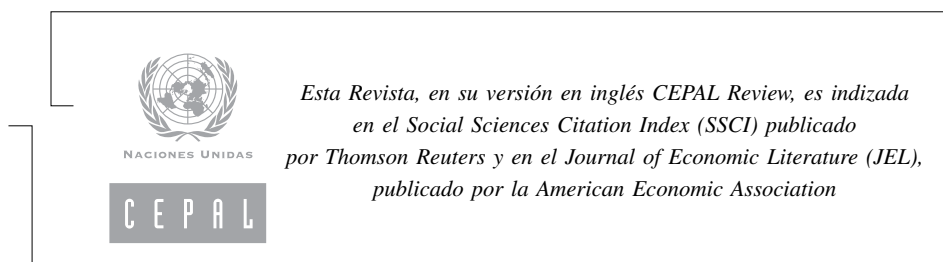 Esta Revista, en su versión en inglés CEPAL Review, es indizada
en el Social Sciences Citation Index (SSCI) publicado
por Thomson Reuters y en el Journal of Economic Literature (JEL),
publicado por la American Economic Association
NACIONES UNIDAS
CEPAL